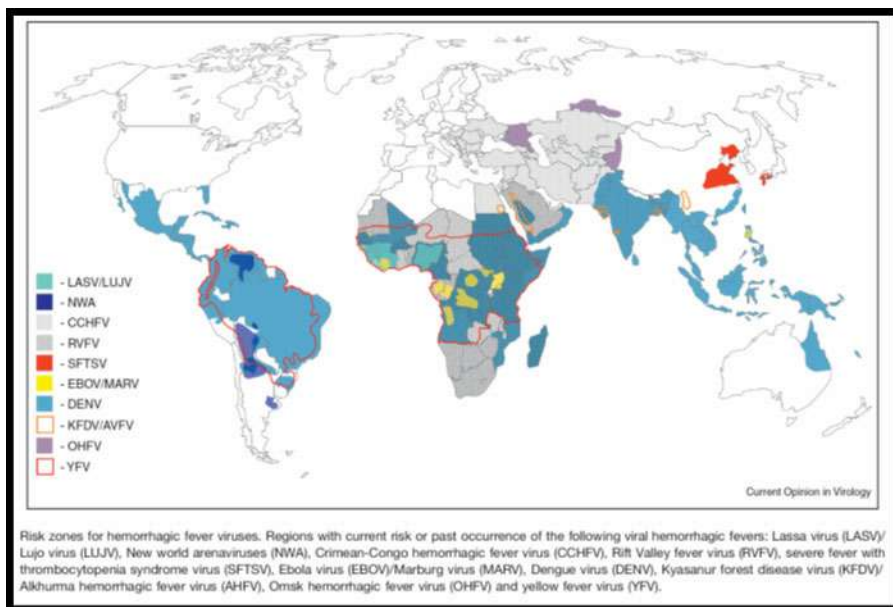 - LASV/LUJV
- NWA
- CCHFV
- RVFV
- SFTSV
- EBOV/MARV
- DENV
- KFDV/AVFV
- OHFV
- YFV
Current Opinion in Virology
Risk zones for hemorrhagic fever viruses. Regions with current risk or past occurrence of the following viral hemorrhagic fevers: Lassa virus (LASV)/
Lujo virus (LUJV), New world arenaviruses (NWA), Crimean-Congo hemorrhagic fever virus (CCHFV), Rift Valley fever virus (RVFV), severe fever with
thrombocytopenia syndrome virus (SFTSV), Ebola virus (EBOV)/Marburg virus (MARV), Dengue virus (DENV), Kyasanur forest disease virus (KFDV)/
Alkhurma hemorrhagic fever virus (AHFV), Omsk hemorrhagic fever virus (OHFV) and yellow fever virus (YFV).